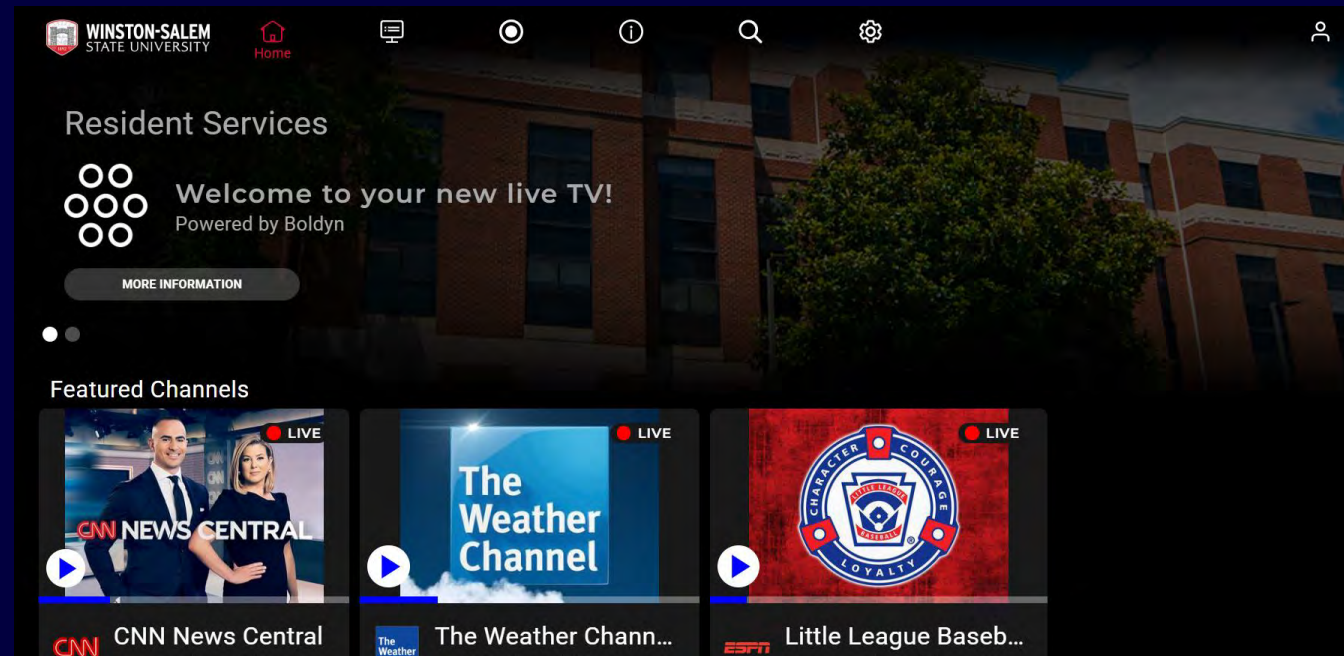 WINSTON-SALEM
STATE UNIVERSITY
Home
Resident Services
Welcome to your new live TV!
Powered by Boldyn
MORE INFORMATION
Featured Channels
LIVE
CNN NEWS CENTRAL
CNN
CNN News Central
LIVE
The
Weather
Channel
The
Weather
The Weather Chann...
LIVE
CHARACTER
COURAGE
LOYALTY
LITTLE LEAGUE
BASEBALL
®
ESPN
Little League Baseb...